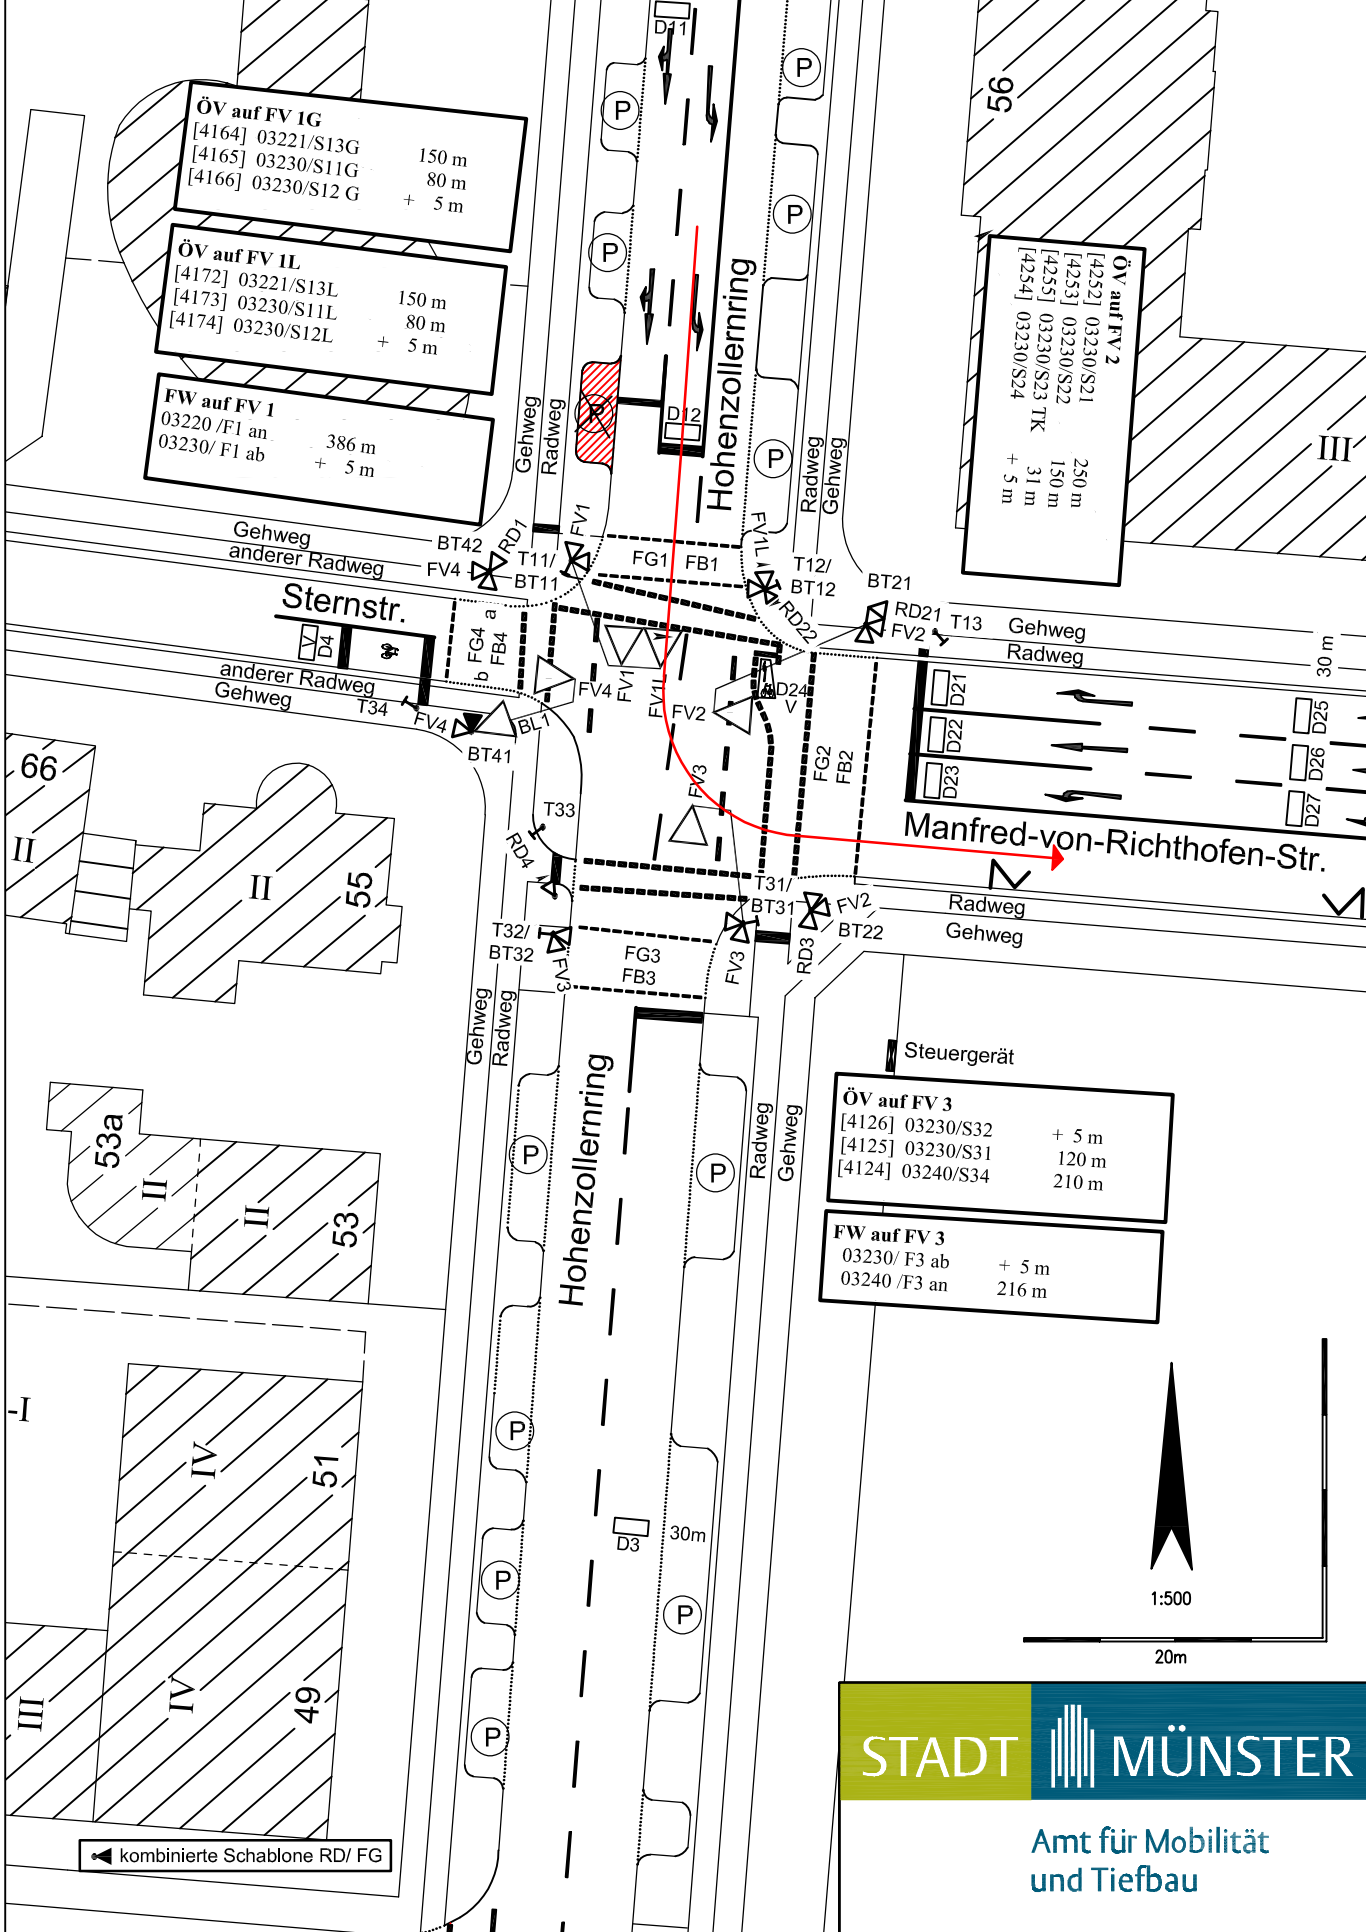 D11
P
P
56
ÖV auf FV 1G
[4164] 03221/S13G 150 m
[4165] 03230/S11G 80 m
[4166] 03230/S12 G + 5 m
P
P
ÖV auf FV 1L
[4172] 03221/S13L 150 m
[4173] 03230/S11L 80 m
[4174] 03230/S12L + 5 m
ÖV auf FV 2
[4252] 03230/S21 250 m
[4253] 03230/S22 150 m
[4255] 03230/S23 TK 31 m
[4254] 03230/S24 + 5 m
FW auf FV 1
03220 /F1 an 386 m
03230/ F1 ab + 5 m
Hohenzollernring
P
D12
P
III
Gehweg
Radweg
Radweg
Gehweg
Gehweg
anderer Radweg
BT42
RD1
FV4
T11/
BT11
FV1
FG1
FB1
FV1L
T12/
BT12
RD22
BT21
RD21
FV2
T13
Gehweg
Radweg
30 m
Sternstr.
V
D4
FG4
FB4
a
b
anderer Radweg
Gehweg
T34
FV4
BT41
BL1
FV4
FV1
FV1L
FV2
FV3
D24
V
FG2
FB2
D21
D22
D23
D25
D26
D27
Manfred-von-Richthofen-Str.
66
II
II
55
T33
RD4
T32/
BT32
FV3
FG3
FB3
T31/
BT31
FV3
RD3
FV2
BT22
Radweg
Gehweg
Gehweg
Radweg
Steuergerät
Hohenzollernring
ÖV auf FV 3
[4126] 03230/S32 + 5 m
[4125] 03230/S31 120 m
[4124] 03240/S34 210 m
FW auf FV 3
03230/ F3 ab + 5 m
03240 /F3 an 216 m
53a
II
II
53
P
P
Radweg
Gehweg
-I
IV
51
P
D3
30m
P
P
IV
49
III
P
1:500
20m
STADT MÜNSTER
Amt für Mobilität
und Tiefbau
kombinierte Schablone RD/ FG